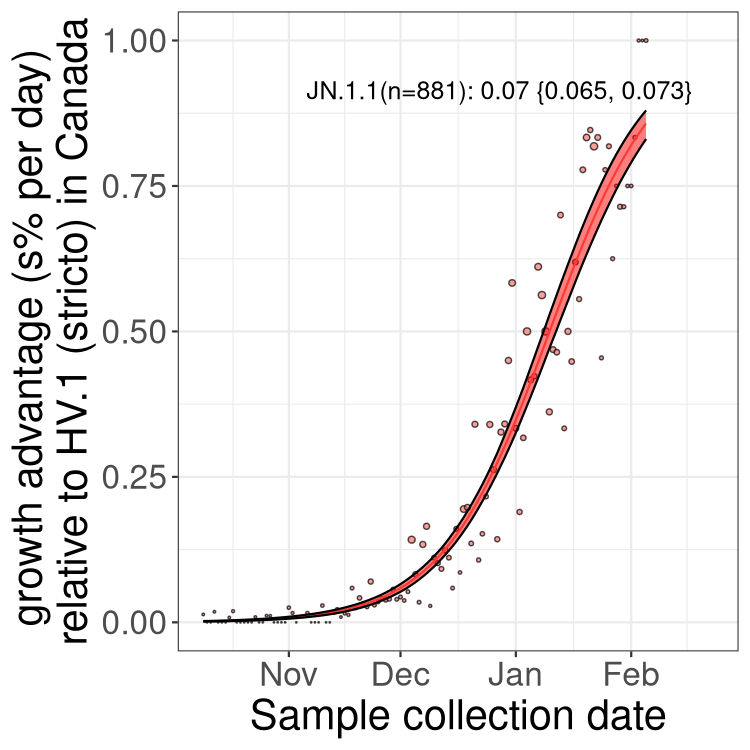 growth advantage (s% per day)
relative to HV.1 (stricto) in Canada
1.00
0.75
0.50
0.25
0.00
JN.1.1(n=881): 0.07 {0.065, 0.073}
Nov Dec Jan Feb
Sample collection date